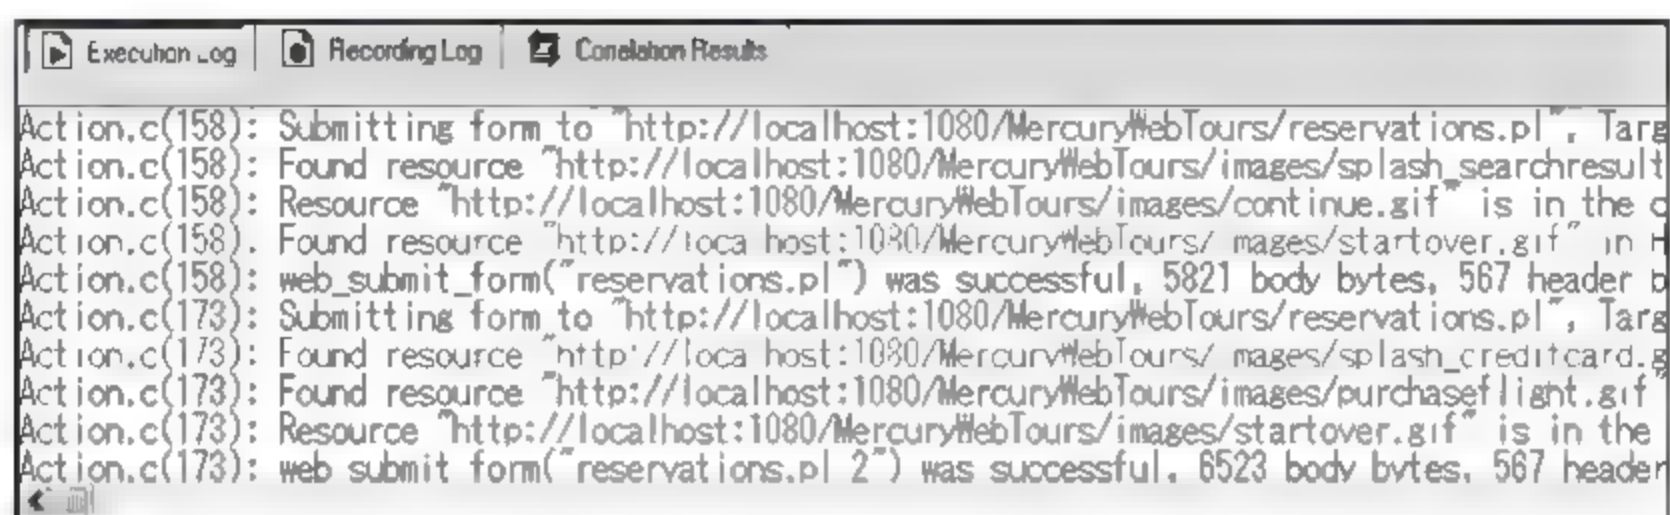 Execution Log Recording Log Correlation Results
Action.c(158): Submitting form to "http://localhost:1080/MercuryWebTours/reservations.pl", Targ
Action.c(158): Found resource "http://localhost:1080/MercuryWebTours/images/splash_searchresult
Action.c(158): Resource "http://localhost:1080/MercuryWebTours/images/continue.gif" is in the c
Action.c(158): Found resource "http://localhost:1080/MercuryWebTours/images/startover.gif" in H
Action.c(158): web_submit_form("reservations.pl") was successful, 5821 body bytes, 567 header b
Action.c(173): Submitting form to "http://localhost:1080/MercuryWebTours/reservations.pl", Targ
Action.c(173): Found resource "http://localhost:1080/MercuryWebTours/images/splash_creditcard.g
Action.c(173): Found resource "http://localhost:1080/MercuryWebTours/images/purchaseflight.gif"
Action.c(173): Resource "http://localhost:1080/MercuryWebTours/images/startover.gif" is in the
Action.c(173): web_submit_form("reservations.pl_2") was successful, 6523 body bytes, 567 header